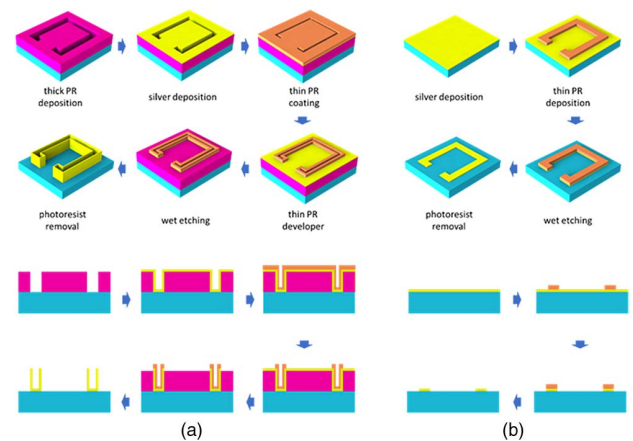 thick PR
deposition
silver deposition
thin PR
coating
photoresist
removal
wet etching
thin PR
developer
silver deposition
thin PR
deposition
photoresist
removal
wet etching
(a)
(b)